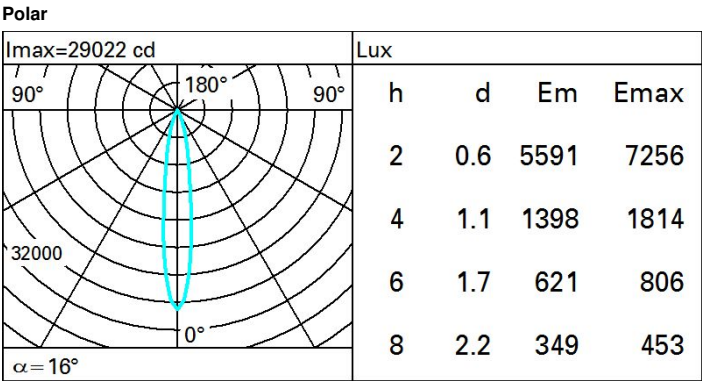 Polar
Imax=29022 cd
Lux
90°
180°
90°
32000
0°
α=16°
h d Em Emax
2 0.6 5591 7256
4 1.1 1398 1814
6 1.7 621 806
8 2.2 349 453